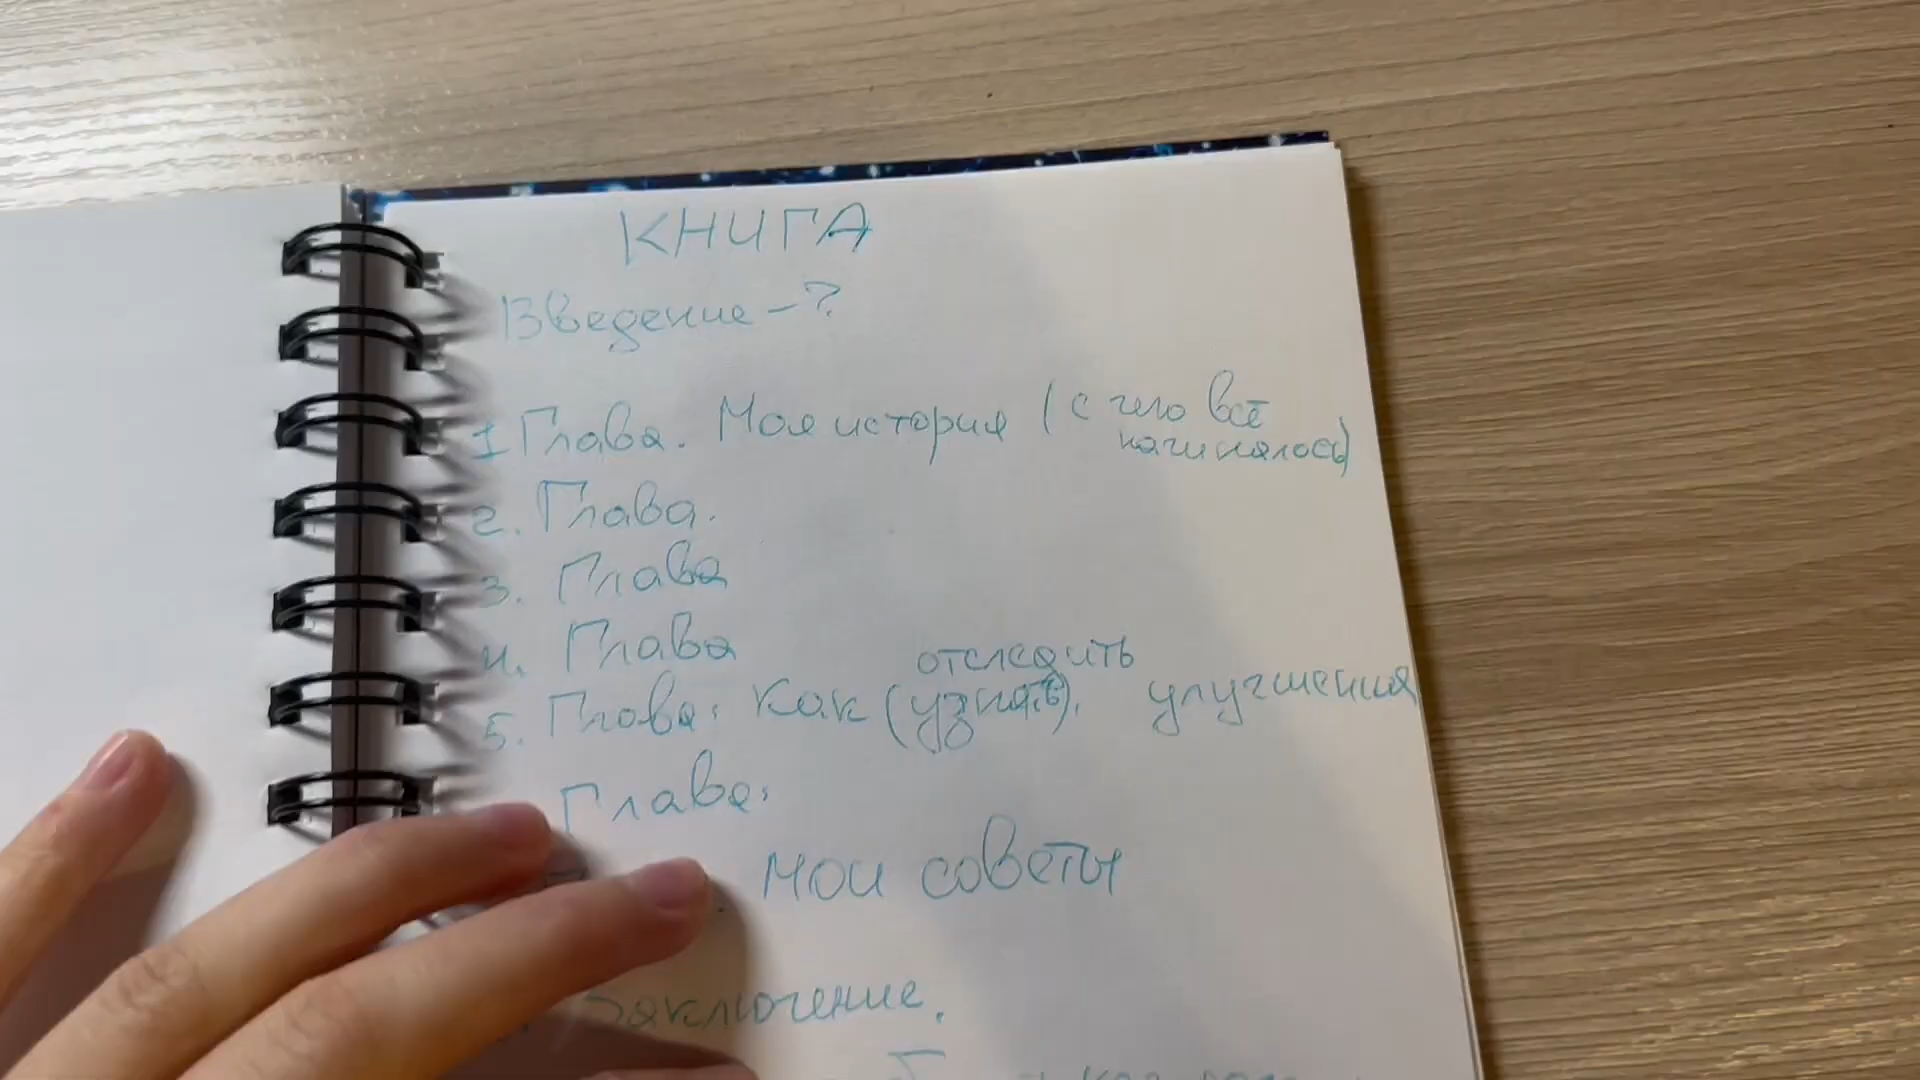 КНИГА
Введение - ?
1 Глава. Моя история (с чего всё
начиналось)
2. Глава.
3. Глава
4. Глава
отследить
5. Глава. Как (узнать). улучшения
Глава.
Мои советы
Заключение.